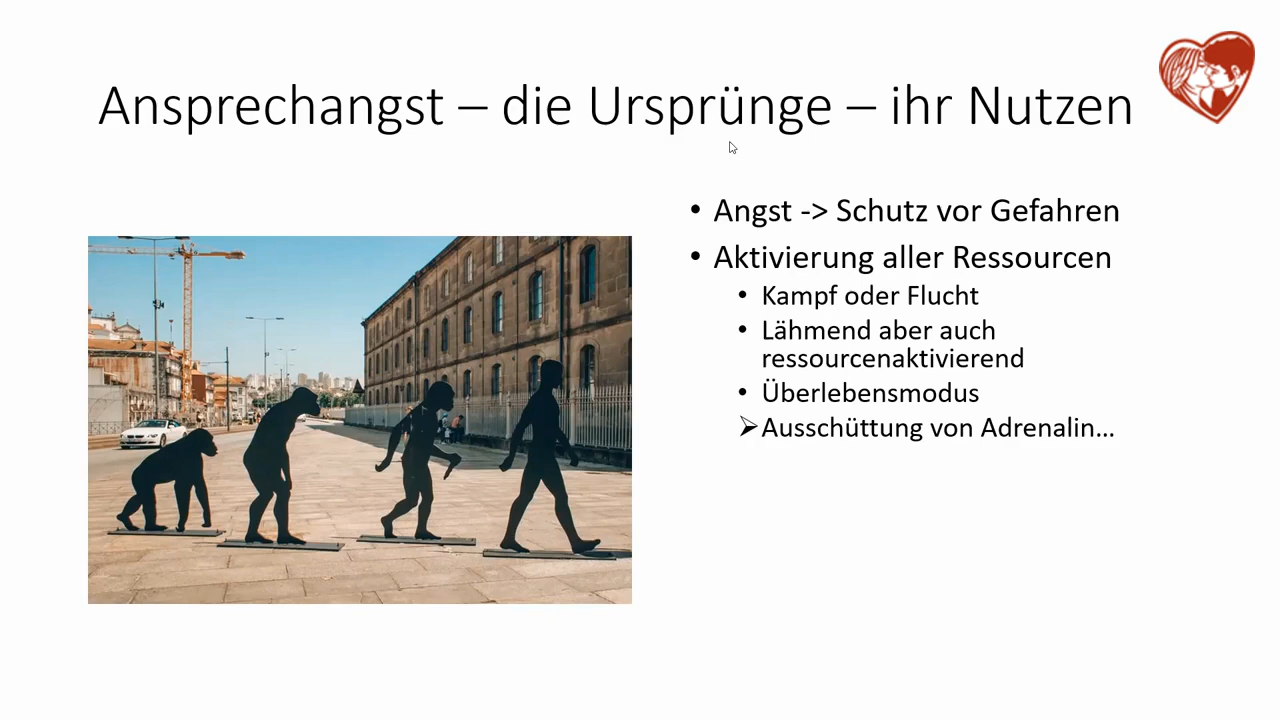 Ansprechangst – die Ursprünge – ihr Nutzen
• Angst -> Schutz vor Gefahren
• Aktivierung aller Ressourcen
• Kampf oder Flucht
• Lähmend aber auch
ressourcenaktivierend
• Überlebensmodus
➢Ausschüttung von Adrenalin...